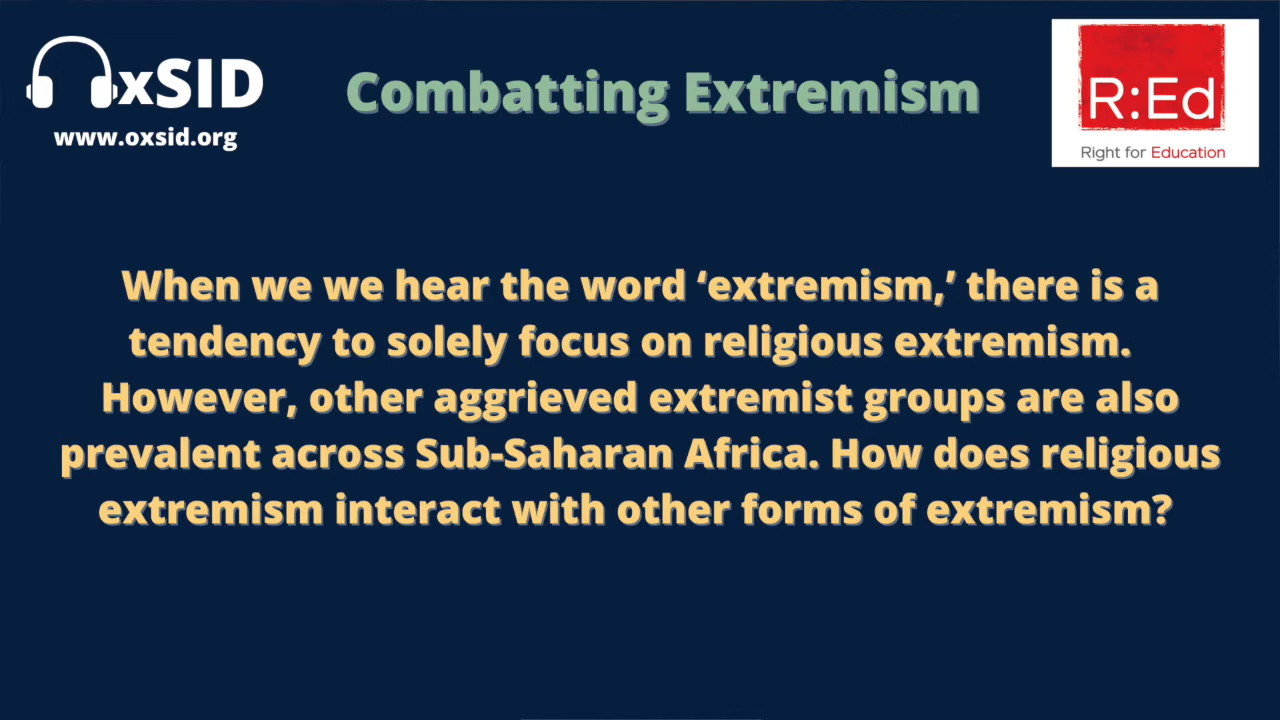 xSID
www.oxsid.org
Combatting Extremism
R:Ed
Right for Education
When we we hear the word ‘extremism,’ there is a
tendency to solely focus on religious extremism.
However, other aggrieved extremist groups are also
prevalent across Sub-Saharan Africa. How does religious
extremism interact with other forms of extremism?